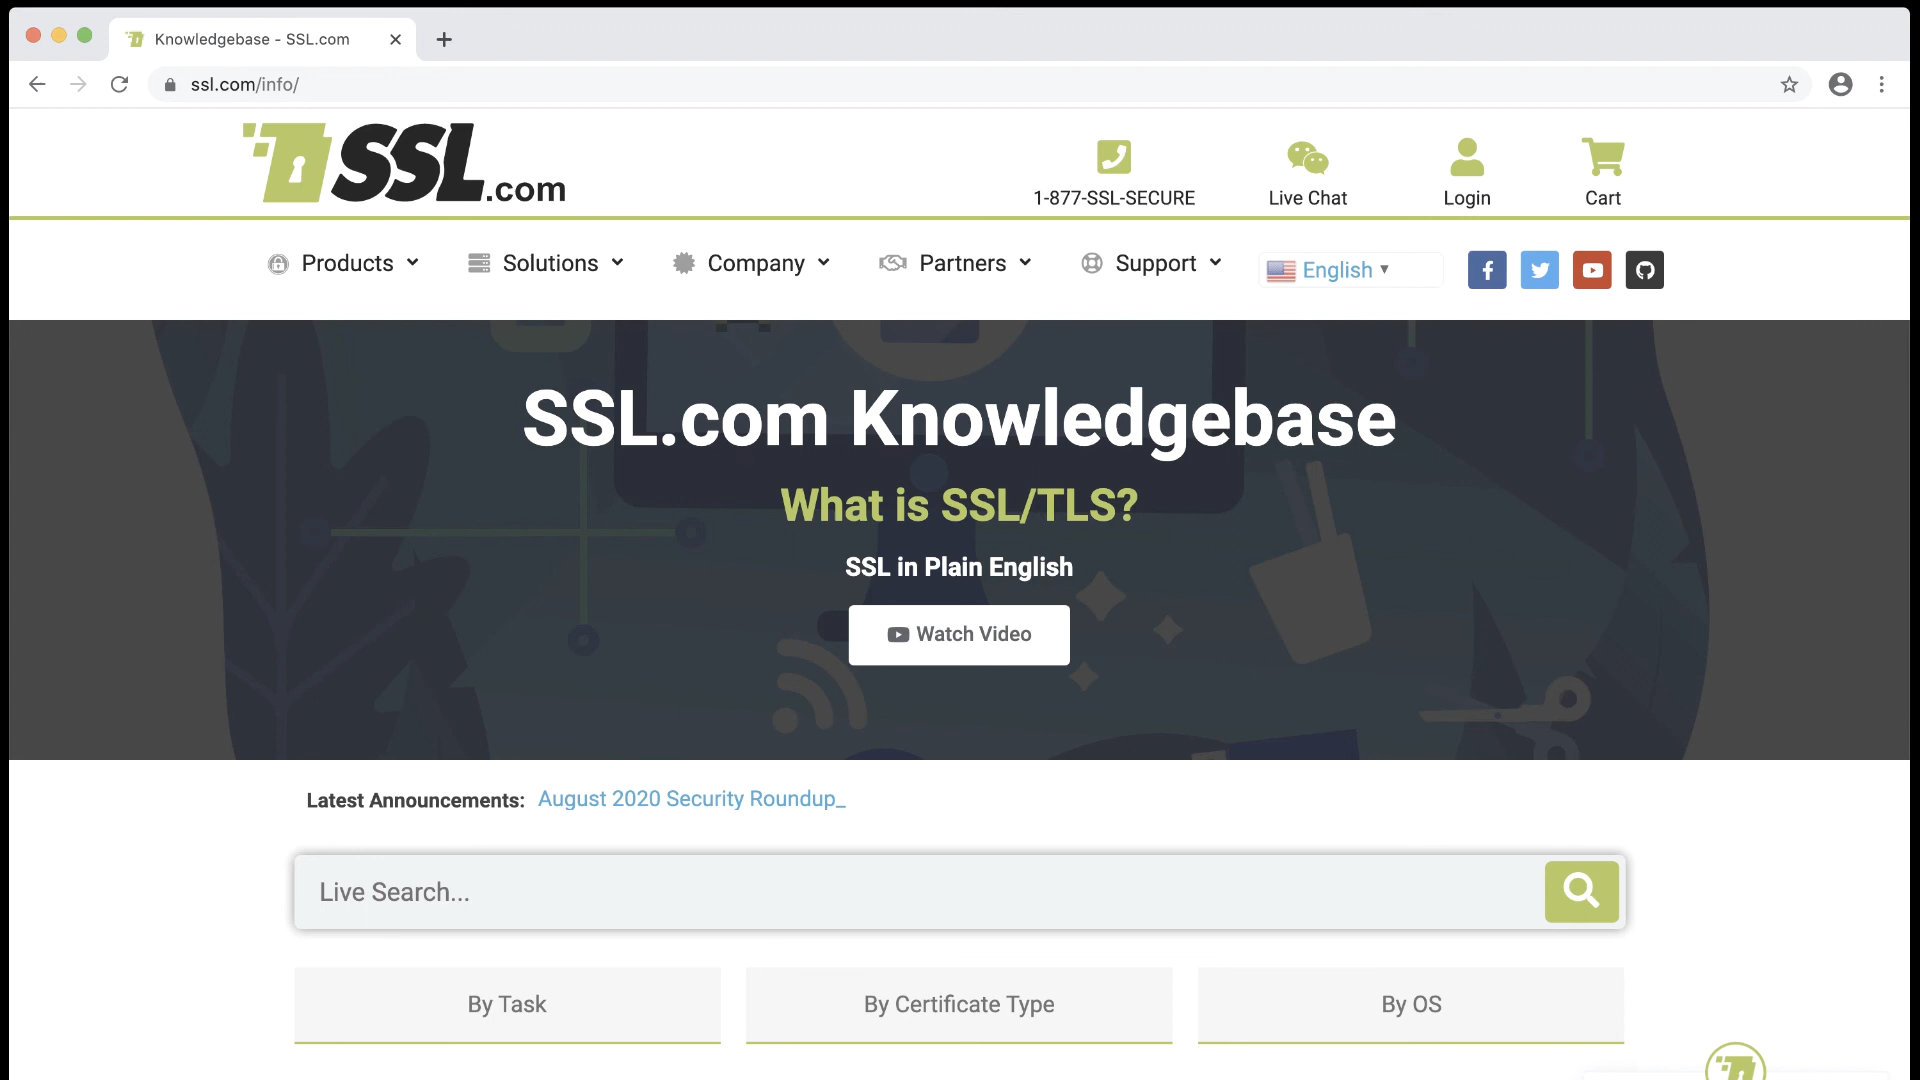 Knowledgebase - SSL.com
ssl.com/info/
SSL.com
1-877-SSL-SECURE
Live Chat
Login
Cart
Products
Solutions
Company
Partners
Support
English
SSL.com Knowledgebase
What is SSL/TLS?
SSL in Plain English
Watch Video
Latest Announcements: August 2020 Security Roundup_
Live Search...
By Task
By Certificate Type
By OS